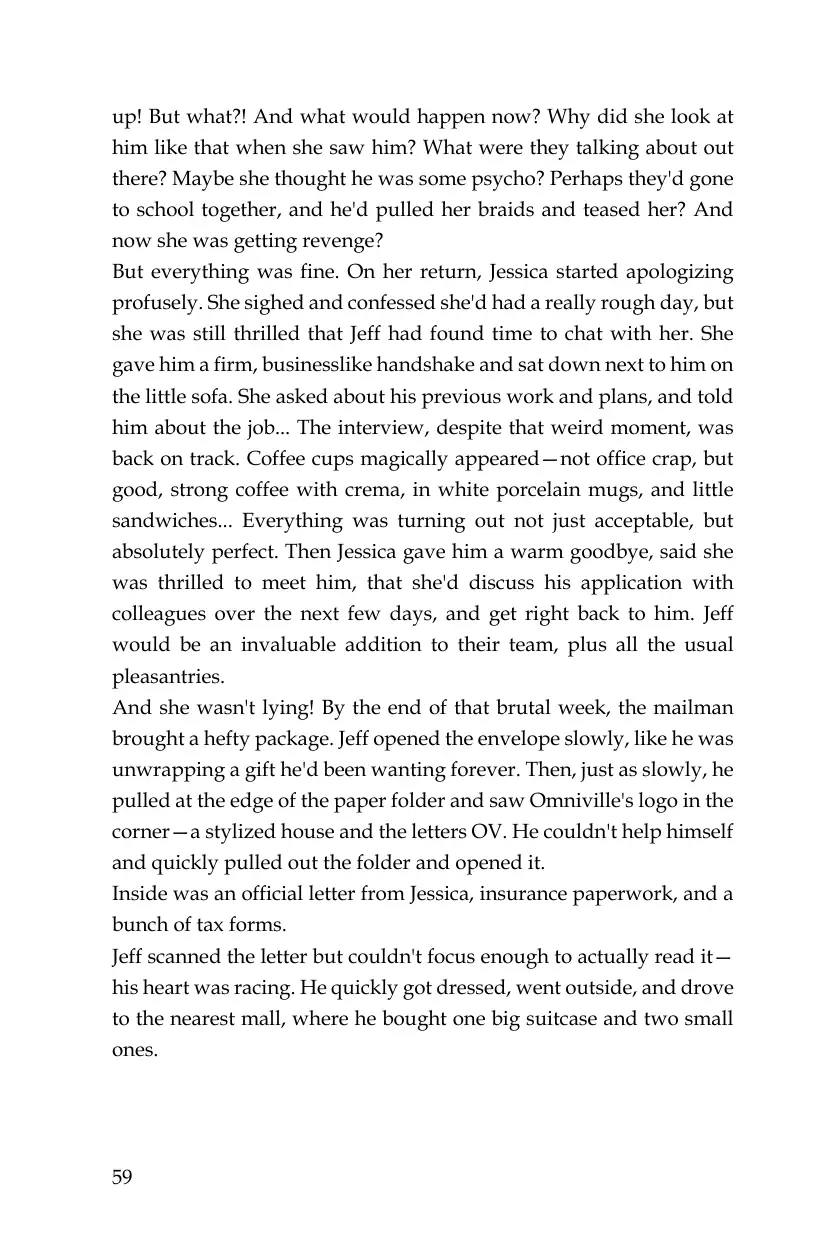 up! But what?! And what would happen now? Why did she look at
him like that when she saw him? What were they talking about out
there? Maybe she thought he was some psycho? Perhaps they'd gone
to school together, and he'd pulled her braids and teased her? And
now she was getting revenge?
But everything was fine. On her return, Jessica started apologizing
profusely. She sighed and confessed she'd had a really rough day, but
she was still thrilled that Jeff had found time to chat with her. She
gave him a firm, businesslike handshake and sat down next to him on
the little sofa. She asked about his previous work and plans, and told
him about the job... The interview, despite that weird moment, was
back on track. Coffee cups magically appeared—not office crap, but
good, strong coffee with crema, in white porcelain mugs, and little
sandwiches... Everything was turning out not just acceptable, but
absolutely perfect. Then Jessica gave him a warm goodbye, said she
was thrilled to meet him, that she'd discuss his application with
colleagues over the next few days, and get right back to him. Jeff
would be an invaluable addition to their team, plus all the usual
pleasantries.
And she wasn't lying! By the end of that brutal week, the mailman
brought a hefty package. Jeff opened the envelope slowly, like he was
unwrapping a gift he'd been wanting forever. Then, just as slowly, he
pulled at the edge of the paper folder and saw Omniville's logo in the
corner—a stylized house and the letters OV. He couldn't help himself
and quickly pulled out the folder and opened it.
Inside was an official letter from Jessica, insurance paperwork, and a
bunch of tax forms.
Jeff scanned the letter but couldn't focus enough to actually read it—
his heart was racing. He quickly got dressed, went outside, and drove
to the nearest mall, where he bought one big suitcase and two small
ones.
59